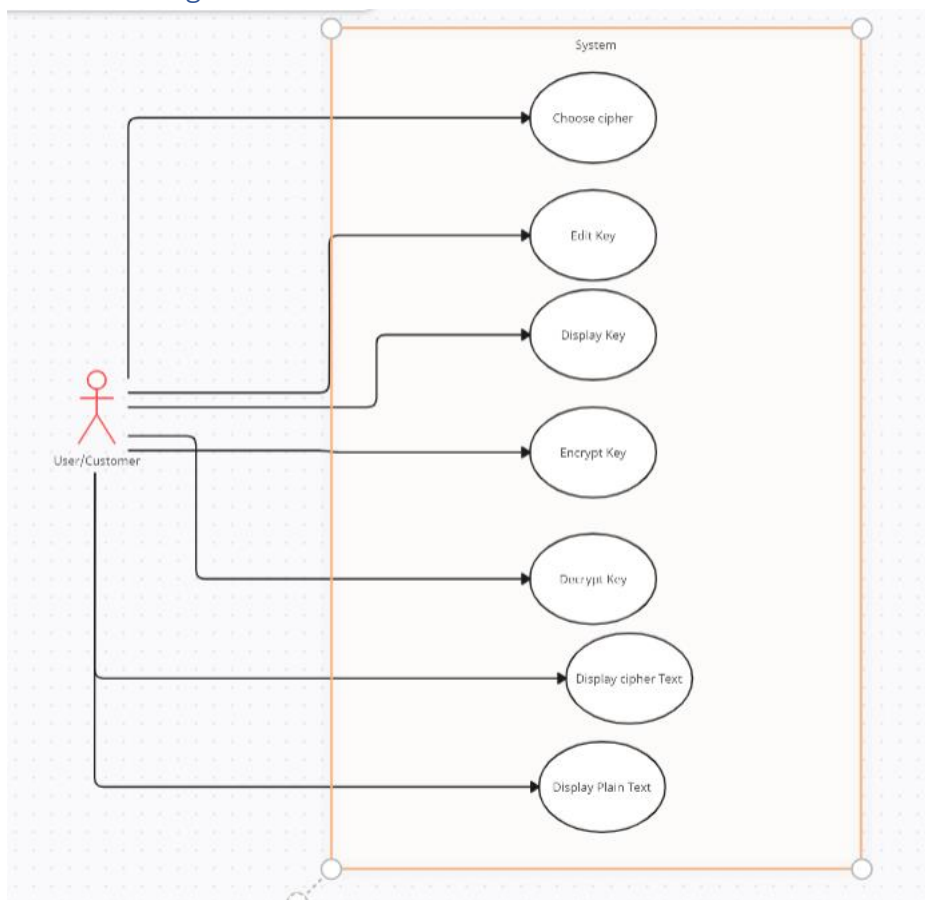 System
Choose cipher
Edit Key
Display Key
Encrypt Key
User/Customer
Decrypt Key
Display cipher Text
Display Plain Text